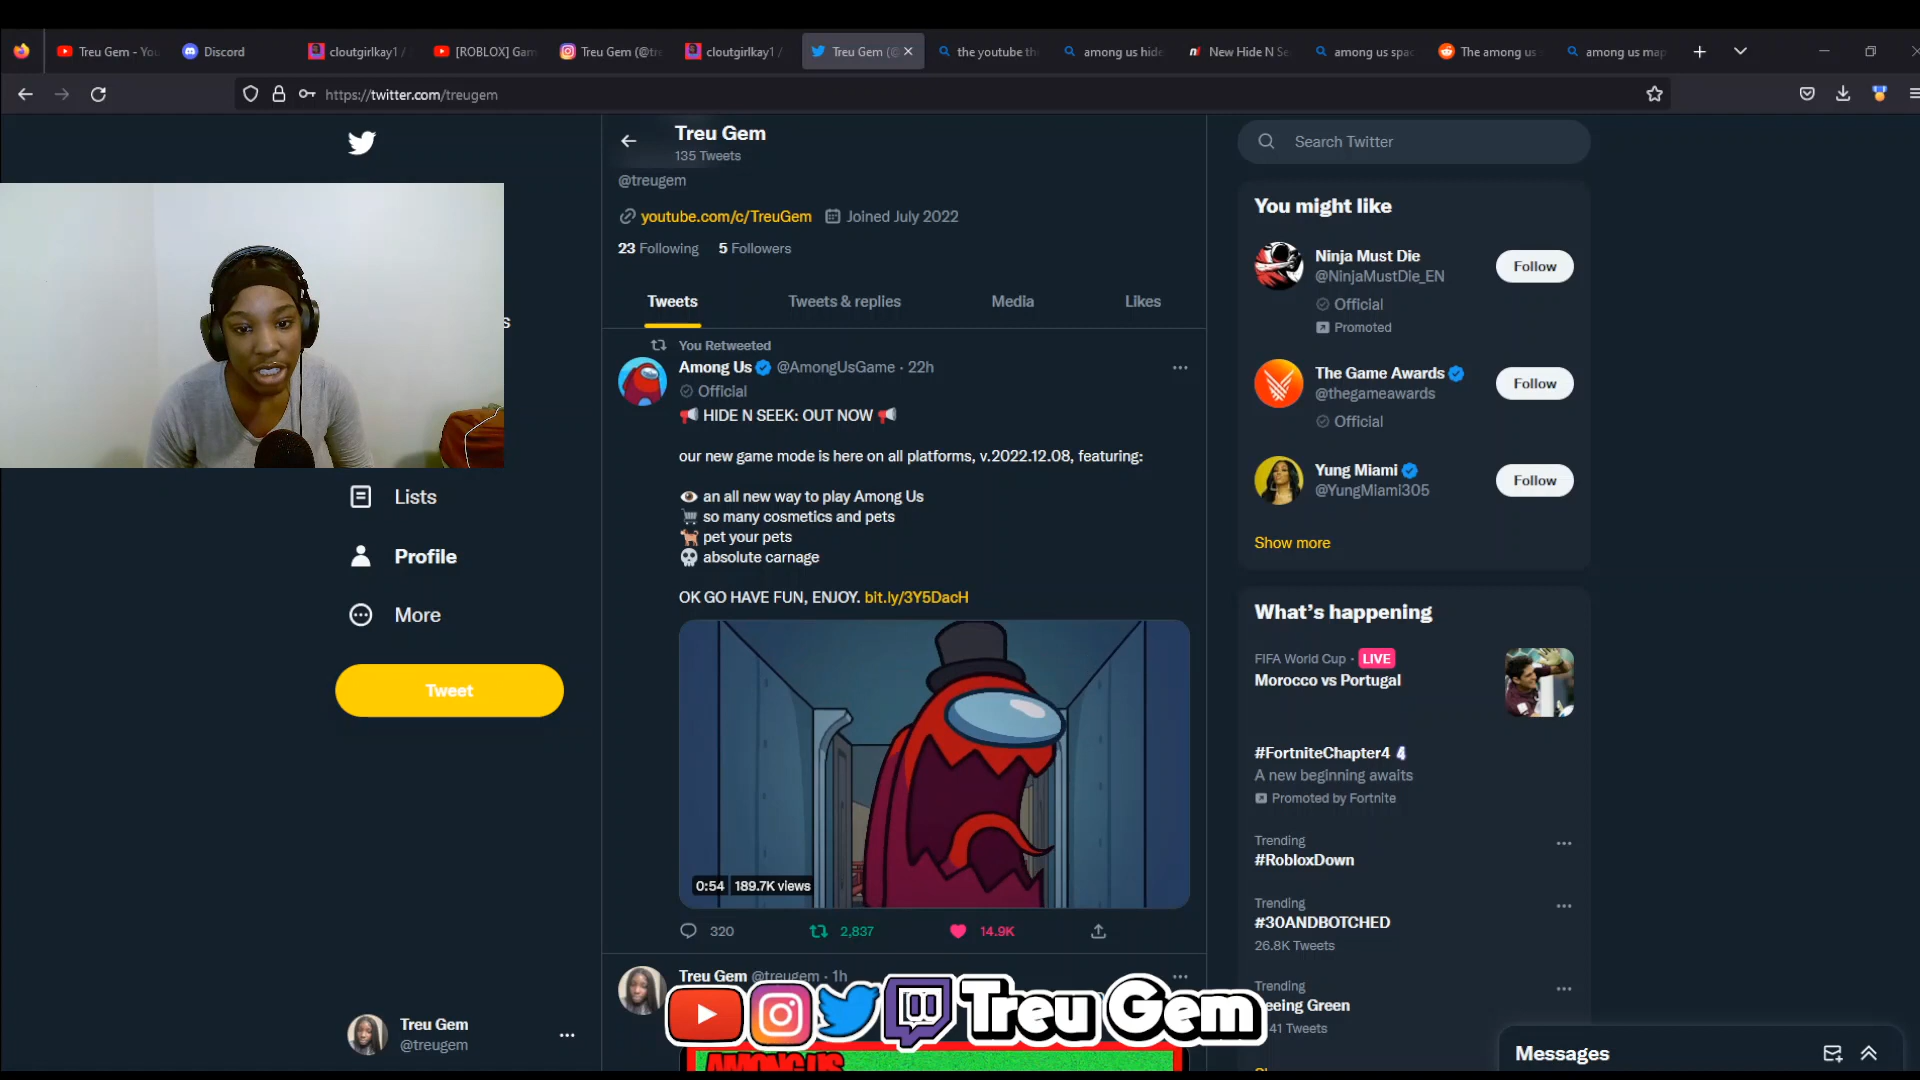 Treu Gem - You
Discord
cloutgirlkay1 /
[ROBLOX] Gam
Treu Gem (@tre
cloutgirlkay1 /
Treu Gem (@
the youtube th
among us hide
New Hide N Se
among us spac
The among us
among us map
https://twitter.com/treugem
Treu Gem
135 Tweets
@treugem
youtube.com/c/TreuGem Joined July 2022
23 Following 5 Followers
Tweets Tweets & replies Media Likes
You Retweeted
Among Us @AmongUsGame · 22h
Official
HIDE N SEEK: OUT NOW
our new game mode is here on all platforms, v.2022.12.08, featuring:
an all new way to play Among Us
so many cosmetics and pets
pet your pets
absolute carnage
OK GO HAVE FUN, ENJOY. bit.ly/3Y5DacH
0:54 189.7K views
320 2,837 14.9K
Treu Gem @treugem · 1h
Treu Gem
AMONG US
s
Lists
Profile
More
Tweet
Treu Gem
@treugem
Search Twitter
You might like
Ninja Must Die
@NinjaMustDie_EN
Official
Promoted
Follow
The Game Awards
@thegameawards
Official
Follow
Yung Miami
@YungMiami305
Follow
Show more
What's happening
FIFA World Cup · LIVE
Morocco vs Portugal
#FortniteChapter4
A new beginning awaits
Promoted by Fortnite
Trending
#RobloxDown
Trending
#30ANDBOTCHED
26.8K Tweets
Trending
eeing Green
41 Tweets
Messages